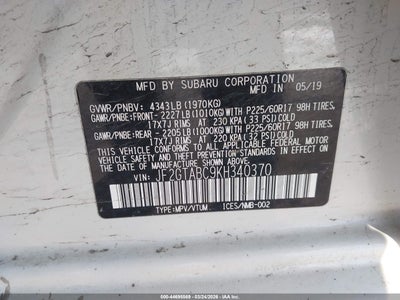 MFD BY SUBARU CORPORATION 05/19
GVWR/PNBV: 4343LB(1970KG)
GAWR/PNBE:FRONT- 2227LB(1010KG)WITH P225/60R17 98H TIRES,
17X7J RIMS AT 230 KPA(33 PSI)COLD
GAWR/PNBE:REAR - 2205LB(1000KG)WITH P225/60R17 98H TIRES,
17X7J RIMS AT 220 KPA(32 PSI)COLD
THIS VEHICLE CONFORMS TO ALL APPLICABLE
FEDERAL MOTOR VEHICLE SAFETY, BUMPER, AND
THEFT PREVENTION STANDARDS IN EFFECT ON THE
DATE OF MANUFACTURE SHOWN ABOVE.
VIN: JF2GTABC9KH340370
TYPE:MPV/VTUM ICES/NMB-002